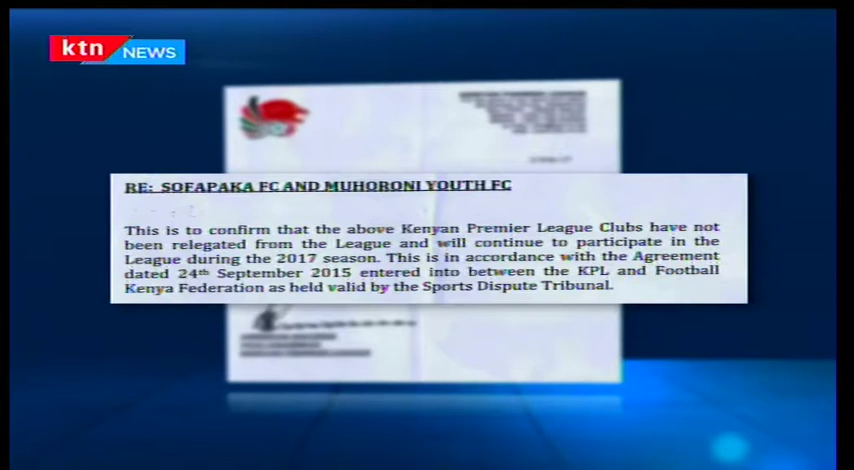 ktn NEWS
RE: SOFAPAKA FC AND MUHORONI YOUTH FC
This is to confirm that the above Kenyan Premier League Clubs have not
been relegated from the League and will continue to participate in the
League during the 2017 season. This is in accordance with the Agreement
dated 24th September 2015 entered into between the KPL and Football
Kenya Federation as held valid by the Sports Dispute Tribunal.